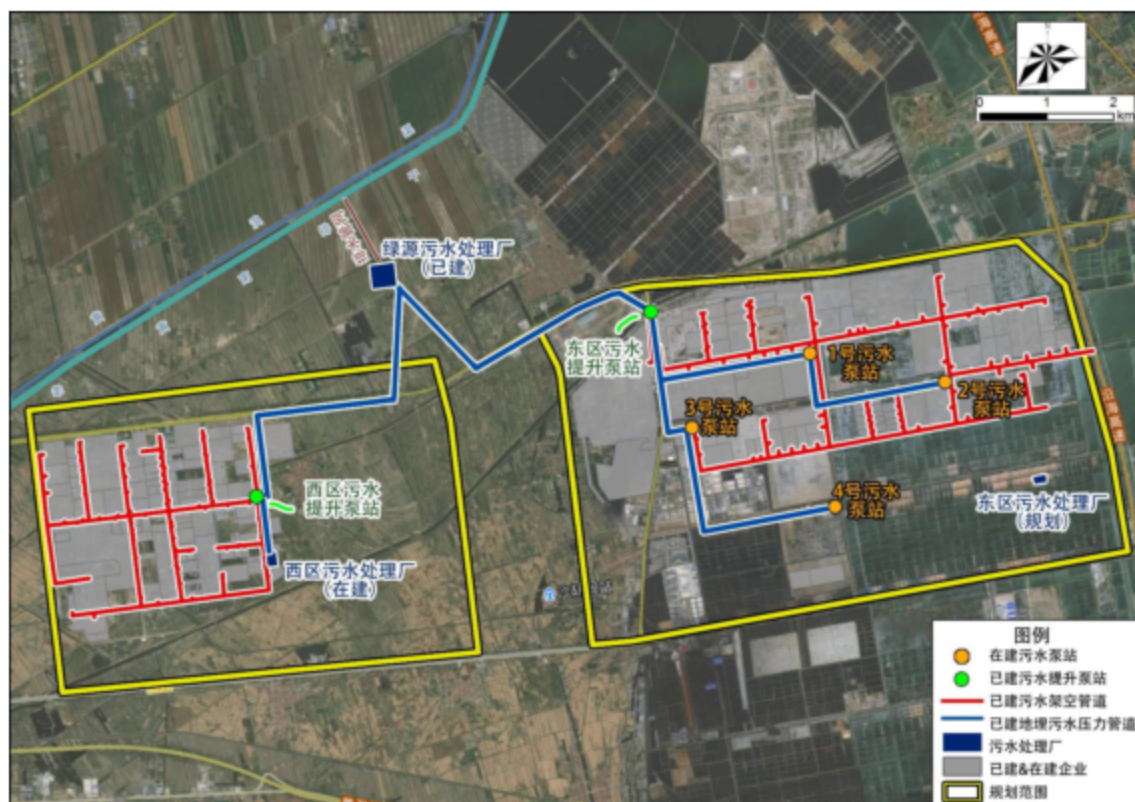 0 1 2
km
绿源污水处理厂
(已建)
东区污水
提升泵站
1号污水
泵站
2号污水
泵站
3号污水
泵站
4号污水
泵站
沿海高速
西区污水
提升泵站
东区污水处理厂
(规划)
西区污水处理厂
(在建)
图例
在建污水泵站
已建污水提升泵站
已建污水架空管道
已建地埋污水压力管道
污水处理厂
已建&在建企业
规划范围